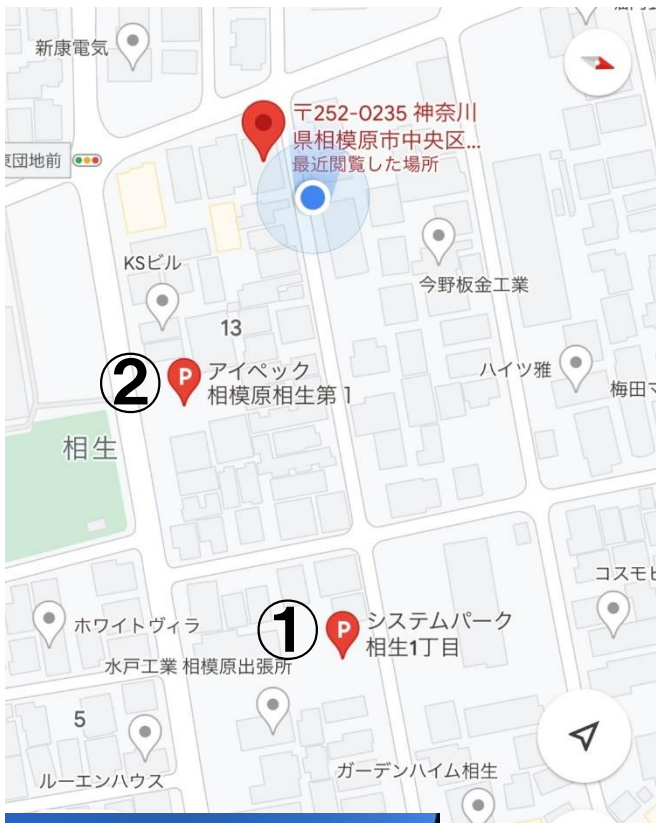 新康電気
〒252-0235 神奈川
県相模原市中央区...
最近閲覧した場所
団地前
KSビル
今野板金工業
13
②
アイペック
相模原相生第1
ハイツ雅
梅田マ
相生
コスモビ
ホワイトヴィラ
①
システムパーク
相生1丁目
水戸工業 相模原出張所
5
ルーエンハウス
ガーデンハイム相生